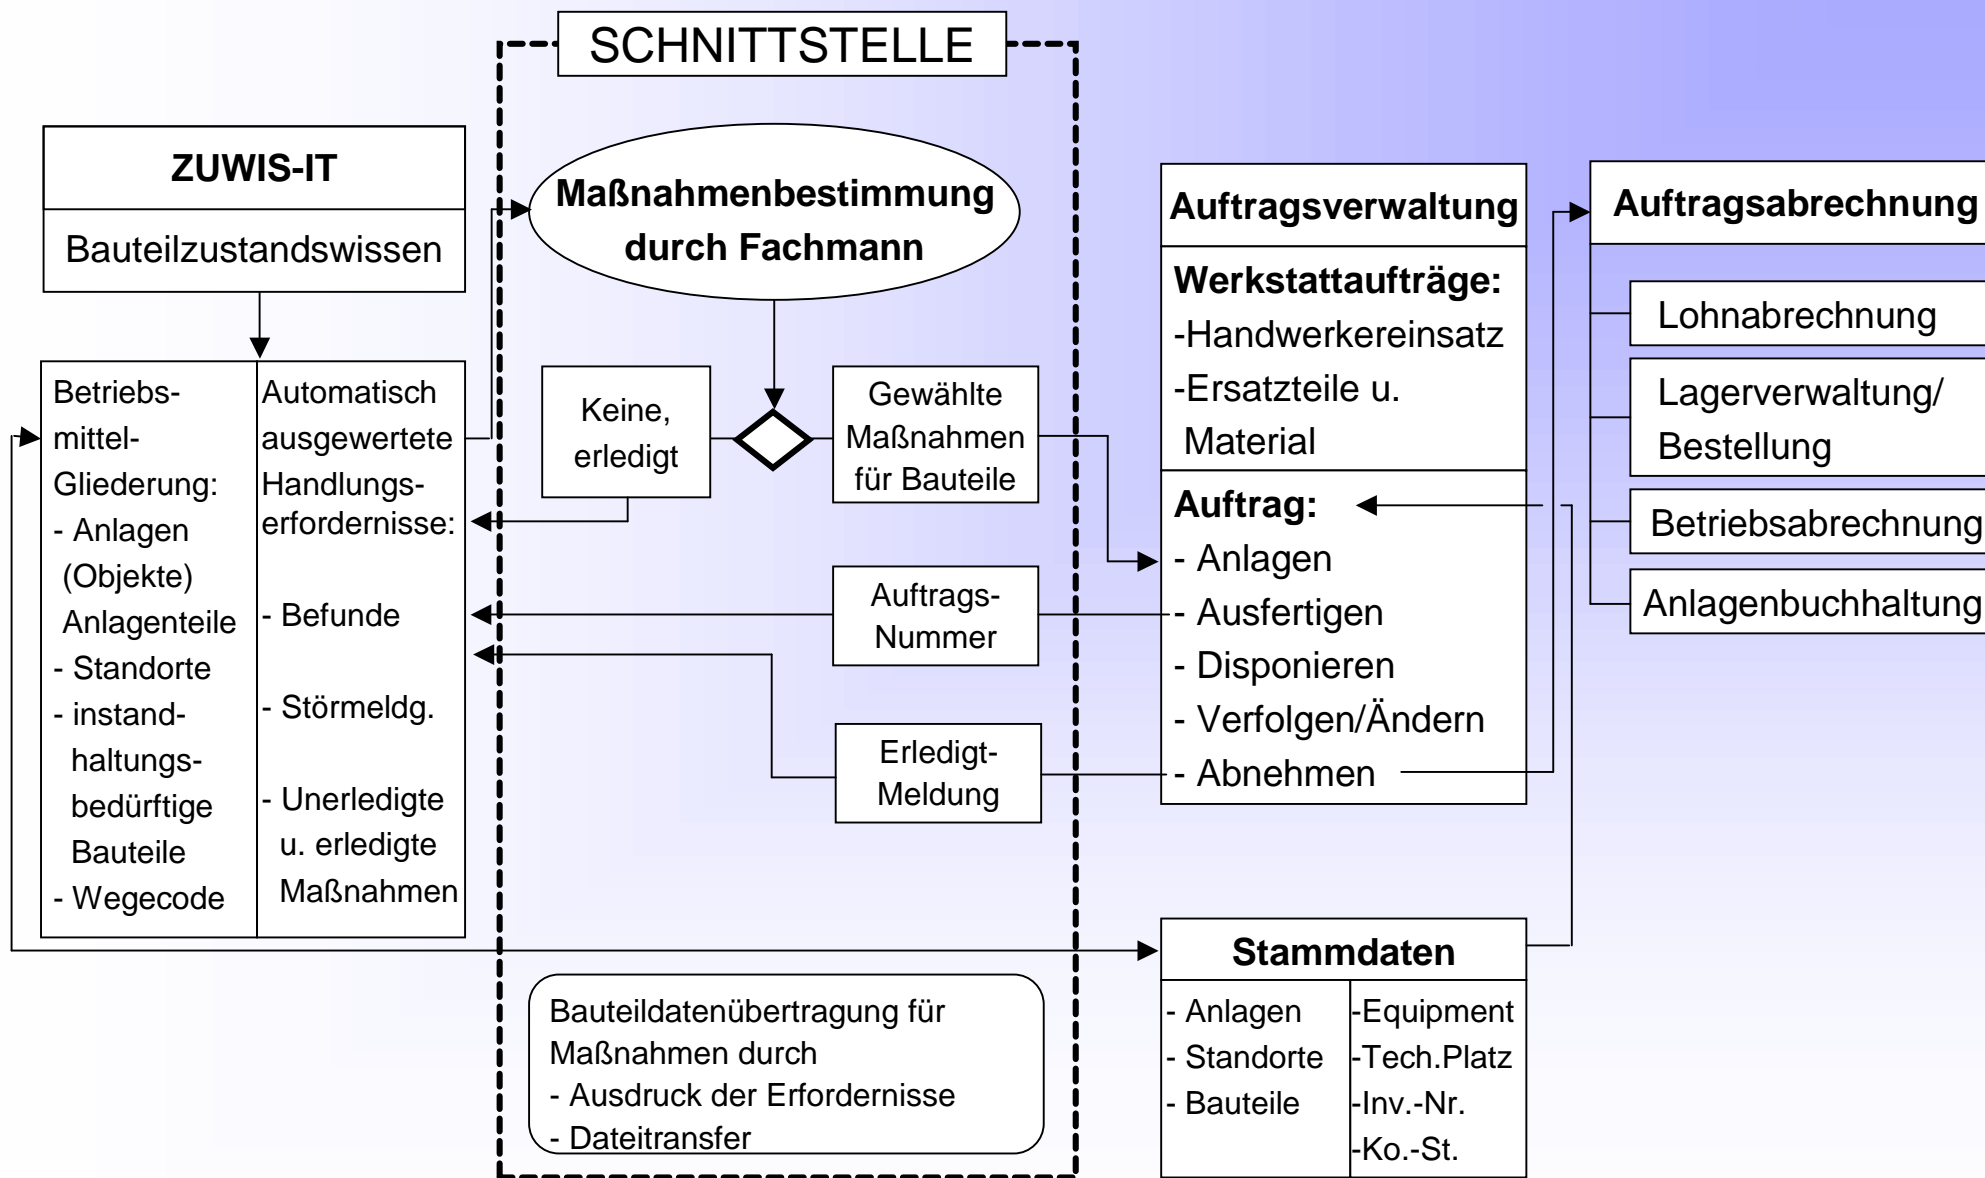 SCHNITTSTELLE
ZUWIS-IT
Bauteilzustandswissen
Betriebs-
mittel-
Gliederung:
- Anlagen
(Objekte)
Anlagenteile
- Standorte
- instand-
haltungs-
bedürftige
Bauteile
- Wegecode
Automatisch
ausgewertete
Handlungs-
erfordernisse:
- Befunde
- Störmeldg.
- Unerledigte
u. erledigte
Maßnahmen
Maßnahmenbestimmung
durch Fachmann
Keine,
erledigt
Gewählte
Maßnahmen
für Bauteile
Auftrags-
Nummer
Erledigt-
Meldung
Bauteildatenübertragung für
Maßnahmen durch
- Ausdruck der Erfordernisse
- Dateitransfer
Auftragsverwaltung
Werkstattaufträge:
-Handwerkereinsatz
-Ersatzteile u.
Material
Auftrag:
- Anlagen
- Ausfertigen
- Disponieren
- Verfolgen/Ändern
- Abnehmen
Stammdaten
- Anlagen
- Standorte
- Bauteile
-Equipment
-Tech.Platz
-Inv.-Nr.
-Ko.-St.
Auftragsabrechnung
Lohnabrechnung
Lagerverwaltung/
Bestellung
Betriebsabrechnung
Anlagenbuchhaltung